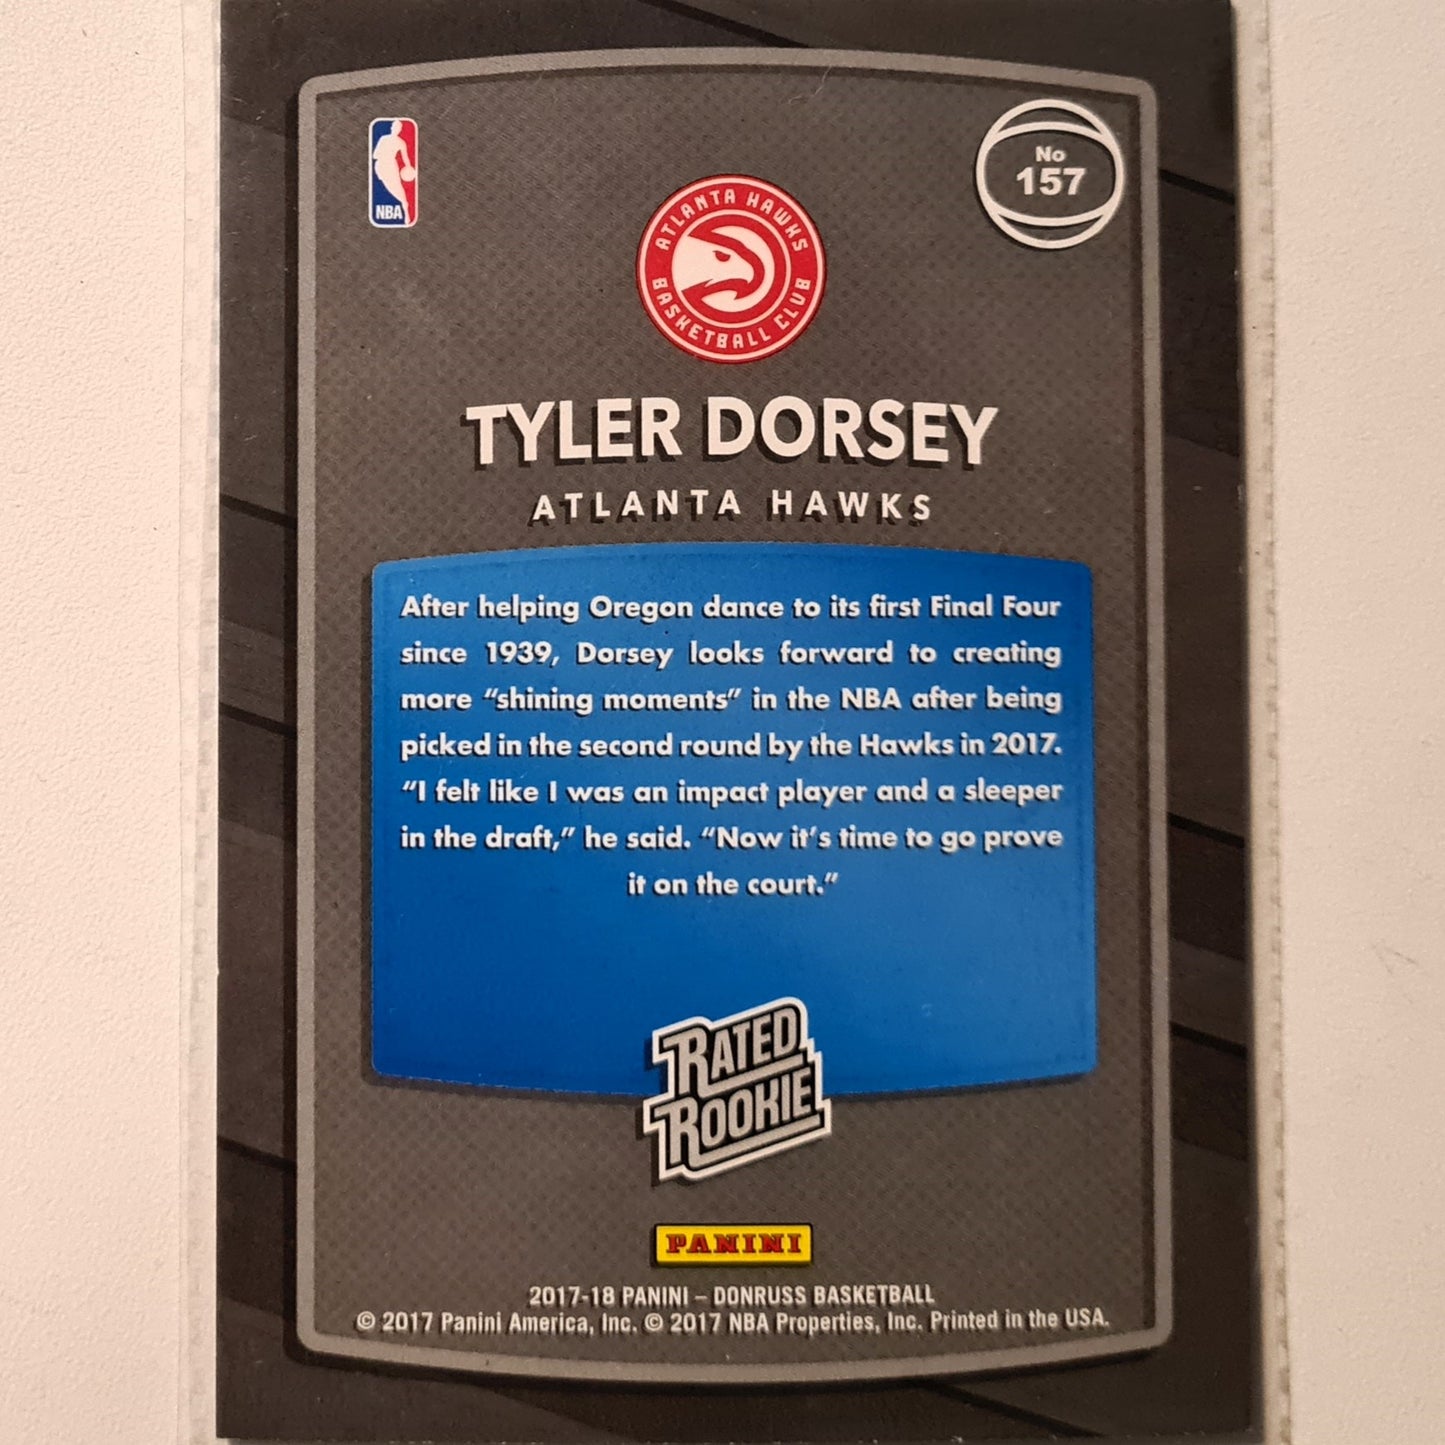 NBA
No
157
ATLANTA HAWKS
BASKETBALL CLUB
TYLER DORSEY
ATLANTA HAWKS
After helping Oregon dance to its first Final Four
since 1939, Dorsey looks forward to creating
more “shining moments” in the NBA after being
picked in the second round by the Hawks in 2017.
“I felt like I was an impact player and a sleeper
in the draft,” he said. “Now it’s time to go prove
it on the court.”
RATED
ROOKIE
PANINI
2017-18 PANINI – DONRUSS BASKETBALL
© 2017 Panini America, Inc. © 2017 NBA Properties, Inc. Printed in the USA.